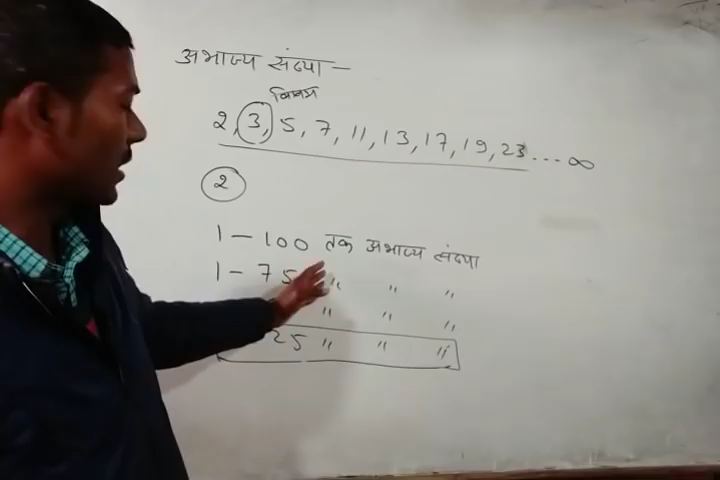 अभाज्य संख्या —
विषम
2, 3, 5, 7, 11, 13, 17, 19, 23 --- ∞
2
1 - 100 तक अभाज्य संख्या
1 - 75 " " "
" " "
25 " " "